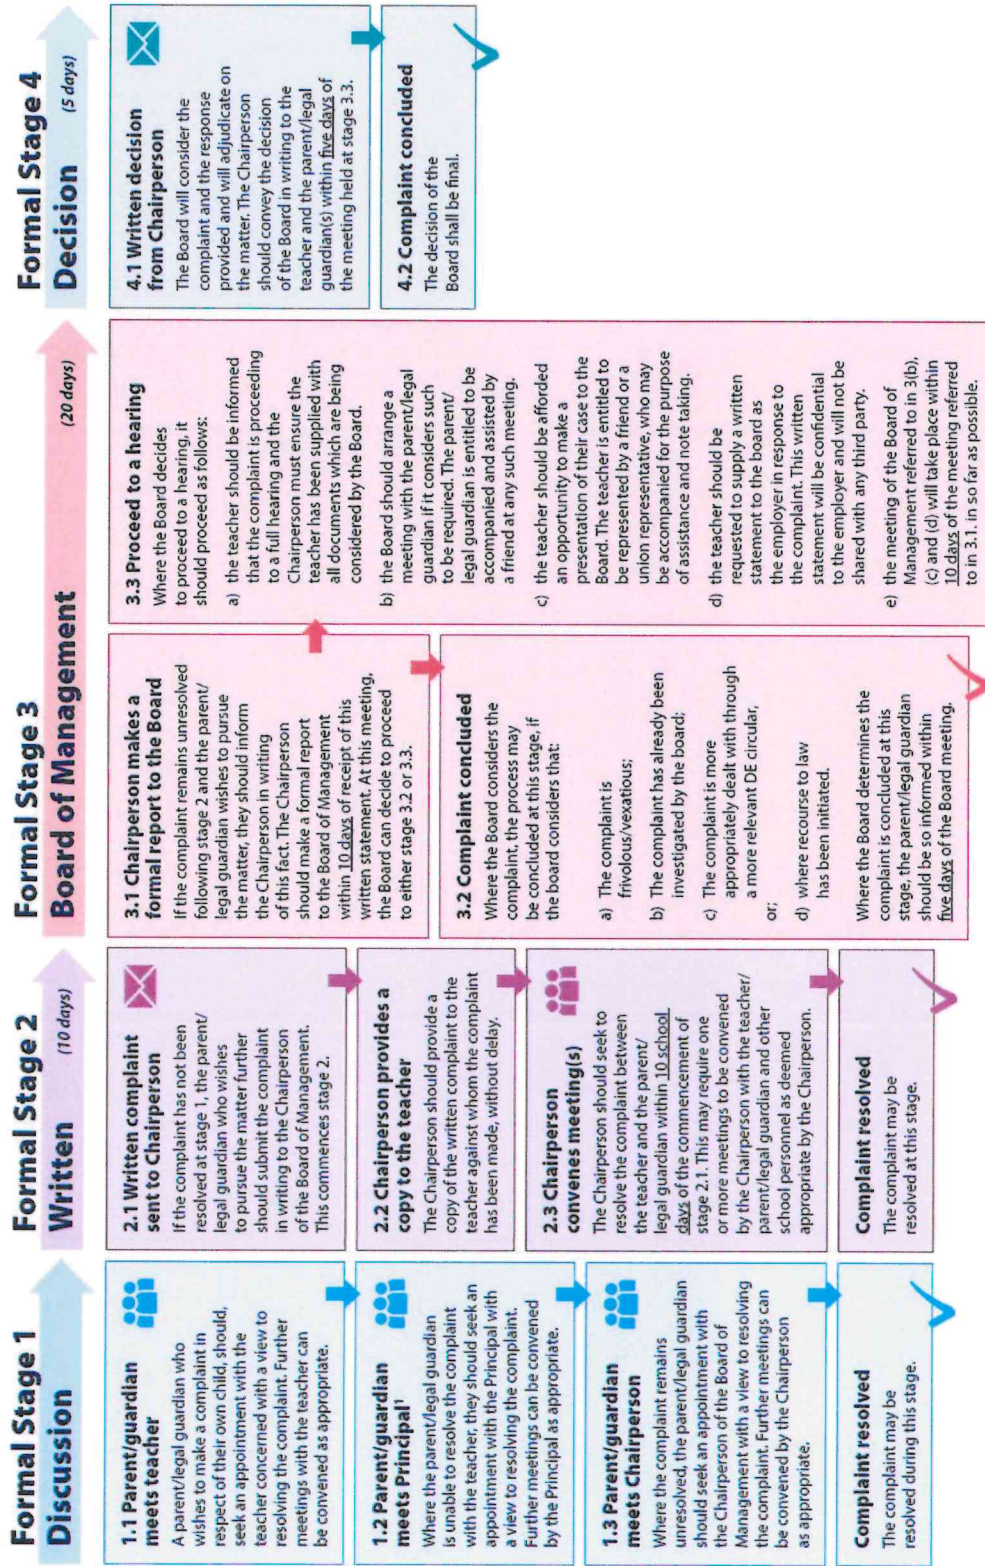 Formal Stage 1
Discussion
1.1 Parent/guardian
meets teacher
A parent/legal guardian who
wishes to make a complaint in
respect of their own child, should,
seek an appointment with the
teacher concerned with a view to
resolving the complaint. Further
meetings with the teacher can
be convened as appropriate.
1.2 Parent/guardian
meets Principal¹
Where the parent/legal guardian
is unable to resolve the complaint
with the teacher, they should seek an
appointment with the Principal with
a view to resolving the complaint.
Further meetings can be convened
by the Principal as appropriate.
1.3 Parent/guardian
meets Chairperson
Where the complaint remains
unresolved, the parent/legal guardian
should seek an appointment with
the Chairperson of the Board of
Management with a view to resolving
the complaint. Further meetings can
be convened by the Chairperson
as appropriate.
Complaint resolved
The complaint may be
resolved during this stage.
Formal Stage 2
Written (10 days)
2.1 Written complaint
sent to Chairperson
If the complaint has not been
resolved at stage 1, the parent/
legal guardian who wishes
to pursue the matter further
should submit the complaint
in writing to the Chairperson
of the Board of Management.
This commences stage 2.
2.2 Chairperson provides a
copy to the teacher
The Chairperson should provide a
copy of the written complaint to the
teacher against whom the complaint
has been made, without delay.
2.3 Chairperson
convenes meeting(s)
The Chairperson should seek to
resolve the complaint between
the teacher and the parent/
legal guardian within 10 school
days of the commencement of
stage 2.1. This may require one
or more meetings to be convened
by the Chairperson with the teacher/
parent/legal guardian and other
school personnel as deemed
appropriate by the Chairperson.
Complaint resolved
The complaint may be
resolved at this stage.
Formal Stage 3
Board of Management (20 days)
3.1 Chairperson makes a
formal report to the Board
If the complaint remains unresolved
following stage 2 and the parent/
legal guardian wishes to pursue
the matter, they should inform
the Chairperson in writing
of this fact. The Chairperson
should make a formal report
to the Board of Management
within 10 days of receipt of this
written statement. At this meeting,
the Board can decide to proceed
to either stage 3.2 or 3.3.
3.2 Complaint concluded
Where the Board considers the
complaint, the process may
be concluded at this stage, if
the board considers that:
a) The complaint is
frivolous/vexatious;
b) The complaint has already been
investigated by the board;
c) The complaint is more
appropriately dealt with through
a more relevant DE circular,
or;
d) where recourse to law
has been initiated.
Where the Board determines the
complaint is concluded at this
stage, the parent/legal guardian
should be so informed within
five days of the Board meeting.
3.3 Proceed to a hearing
Where the Board decides
to proceed to a hearing, it
should proceed as follows:
a) the teacher should be informed
that the complaint is proceeding
to a full hearing and the
Chairperson must ensure the
teacher has been supplied with
all documents which are being
considered by the Board.
b) the Board should arrange a
meeting with the parent/legal
guardian if it considers such
to be required. The parent/
legal guardian is entitled to be
accompanied and assisted by
a friend at any such meeting.
c) the teacher should be afforded
an opportunity to make a
presentation of their case to the
Board. The teacher is entitled to
be represented by a friend or a
union representative, who may
be accompanied for the purpose
of assistance and note taking.
d) the teacher should be
requested to supply a written
statement to the board as
the employer in response to
the complaint. This written
statement will be confidential
to the employer and will not be
shared with any third party.
e) the meeting of the Board of
Management referred to in 3(b),
(c) and (d) will take place within
10 days of the meeting referred
to in 3.1. in so far as possible.
Formal Stage 4
Decision (5 days)
4.1 Written decision
from Chairperson
The Board will consider the
complaint and the response
provided and will adjudicate on
the matter. The Chairperson
should convey the decision
of the Board in writing to the
teacher and the parent/legal
guardian(s) within five days of
the meeting held at stage 3.3.
4.2 Complaint concluded
The decision of the
Board shall be final.